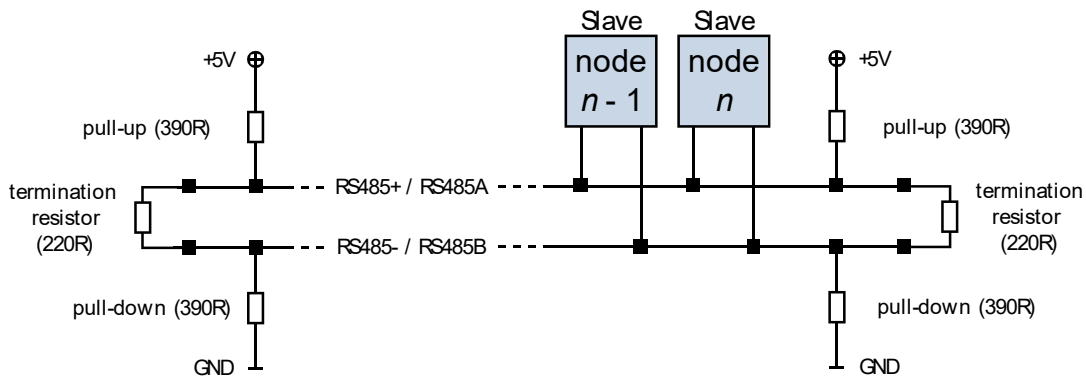 Slave
Slave
+5V
node
n - 1
node
n
+5V
pull-up (390R)
pull-up (390R)
termination
resistor
(220R)
RS485+ / RS485A
termination
resistor
(220R)
RS485- / RS485B
pull-down (390R)
pull-down (390R)
GND
GND